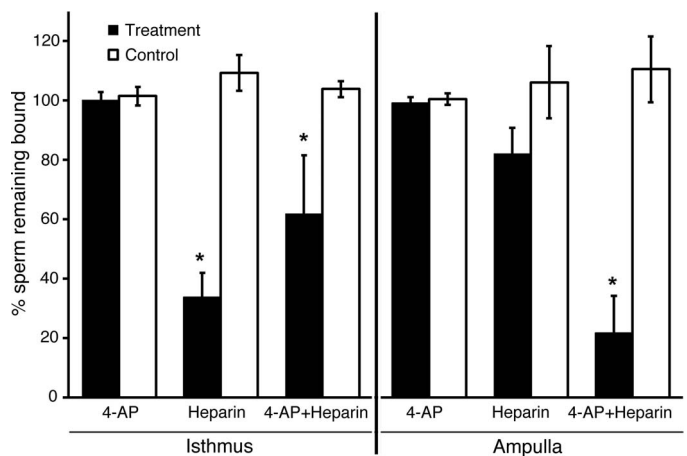 Treatment
Control
% sperm remaining bound
120
100
80
60
40
20
0
* * *
4-AP Heparin 4-AP+Heparin 4-AP Heparin 4-AP+Heparin
Isthmus Ampulla